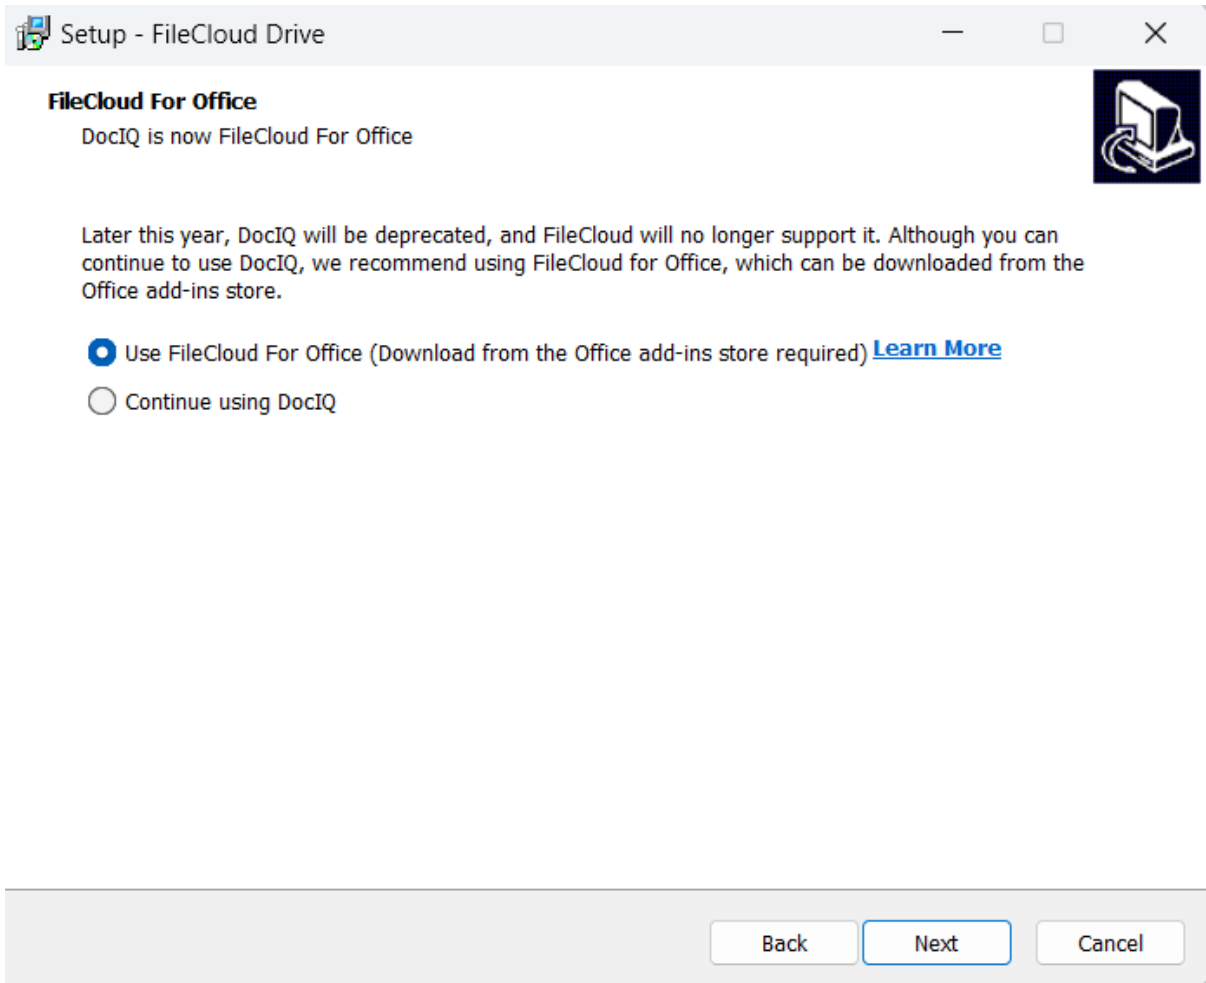 Setup - FileCloud Drive
FileCloud For Office
DocIQ is now FileCloud For Office
Later this year, DocIQ will be deprecated, and FileCloud will no longer support it. Although you can
continue to use DocIQ, we recommend using FileCloud for Office, which can be downloaded from the
Office add-ins store.
Use FileCloud For Office (Download from the Office add-ins store required) Learn More
Continue using DocIQ
Back Next Cancel